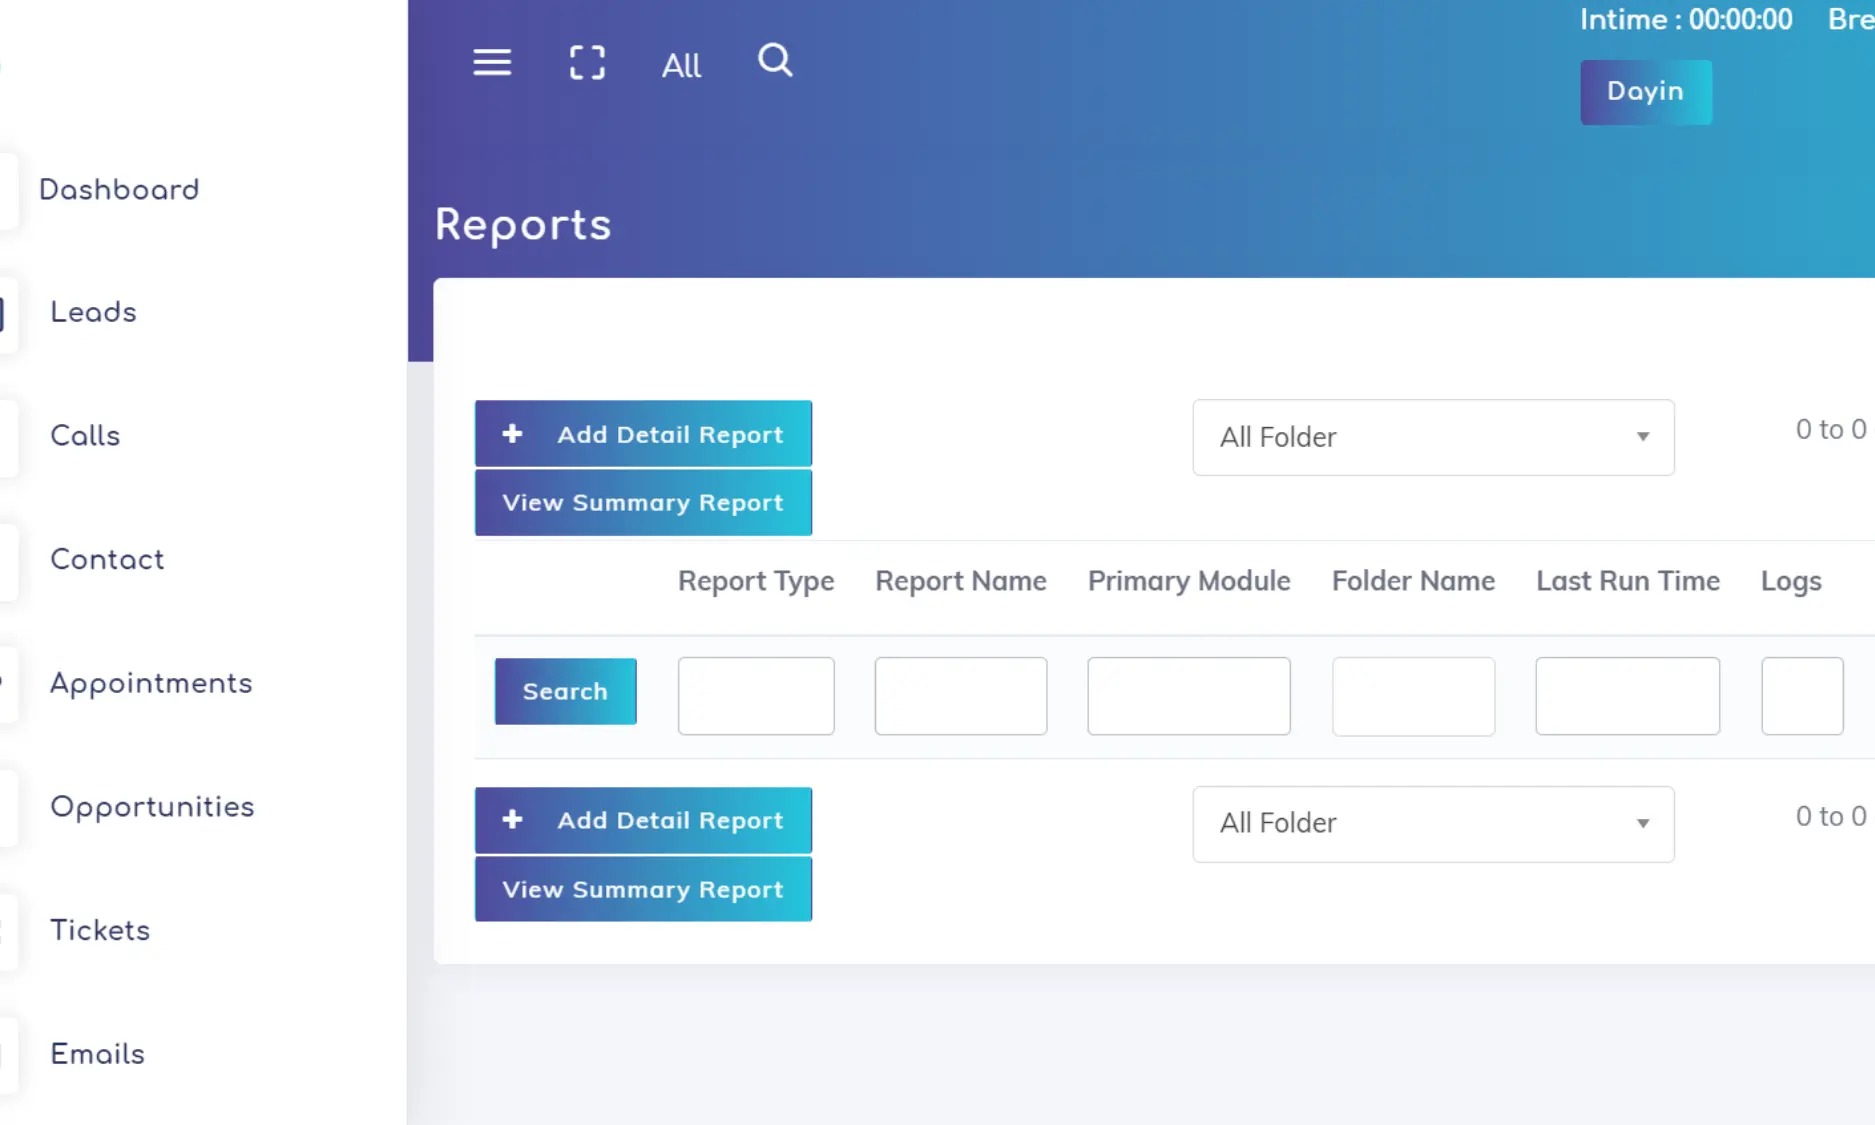 Intime : 00:00:00
All
Dayin
Dashboard
Reports
Leads
Calls
Contact
Appointments
Opportunities
Tickets
Emails
Add Detail Report
All Folder
0 to 0
View Summary Report
Report Type Report Name Primary Module Folder Name Last Run Time Logs
Search
Add Detail Report
All Folder
0 to 0
View Summary Report